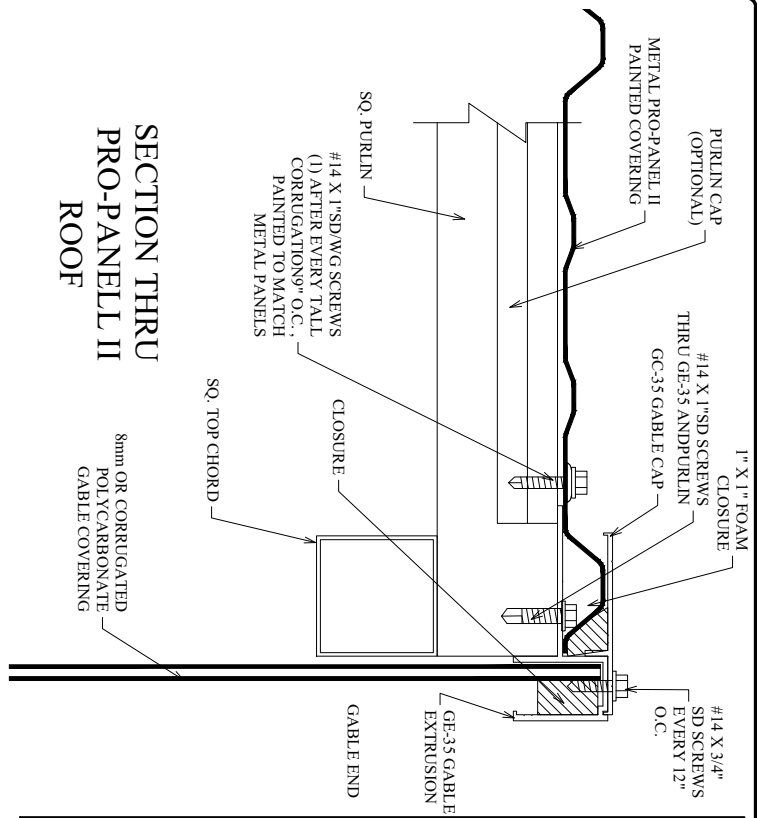 PURLIN CAP
(OPTIONAL)
METAL PRO-PANEL II
PAINTED COVERING
1" X 1" FOAM
CLOSURE
#14 X 1"SD SCREWS
THRU GE-35 ANDPURLIN
GC-35 GABLE CAP
#14 X 3/4"
SD SCREWS
EVERY 12"
O.C.
SQ. PURLIN
#14 X 1"SD/WG SCREWS
(1) AFTER EVERY TALL
CORRUGATION9" O.C.,
PAINTED TO MATCH
METAL PANELS
CLOSURE
SQ. TOP CHORD
GE-35 GABLE
EXTRUSION
GABLE END
8mm OR CORRUGATED
POLYCARBONATE
GABLE COVERING
SECTION THRU
PRO-PANELL II
ROOF